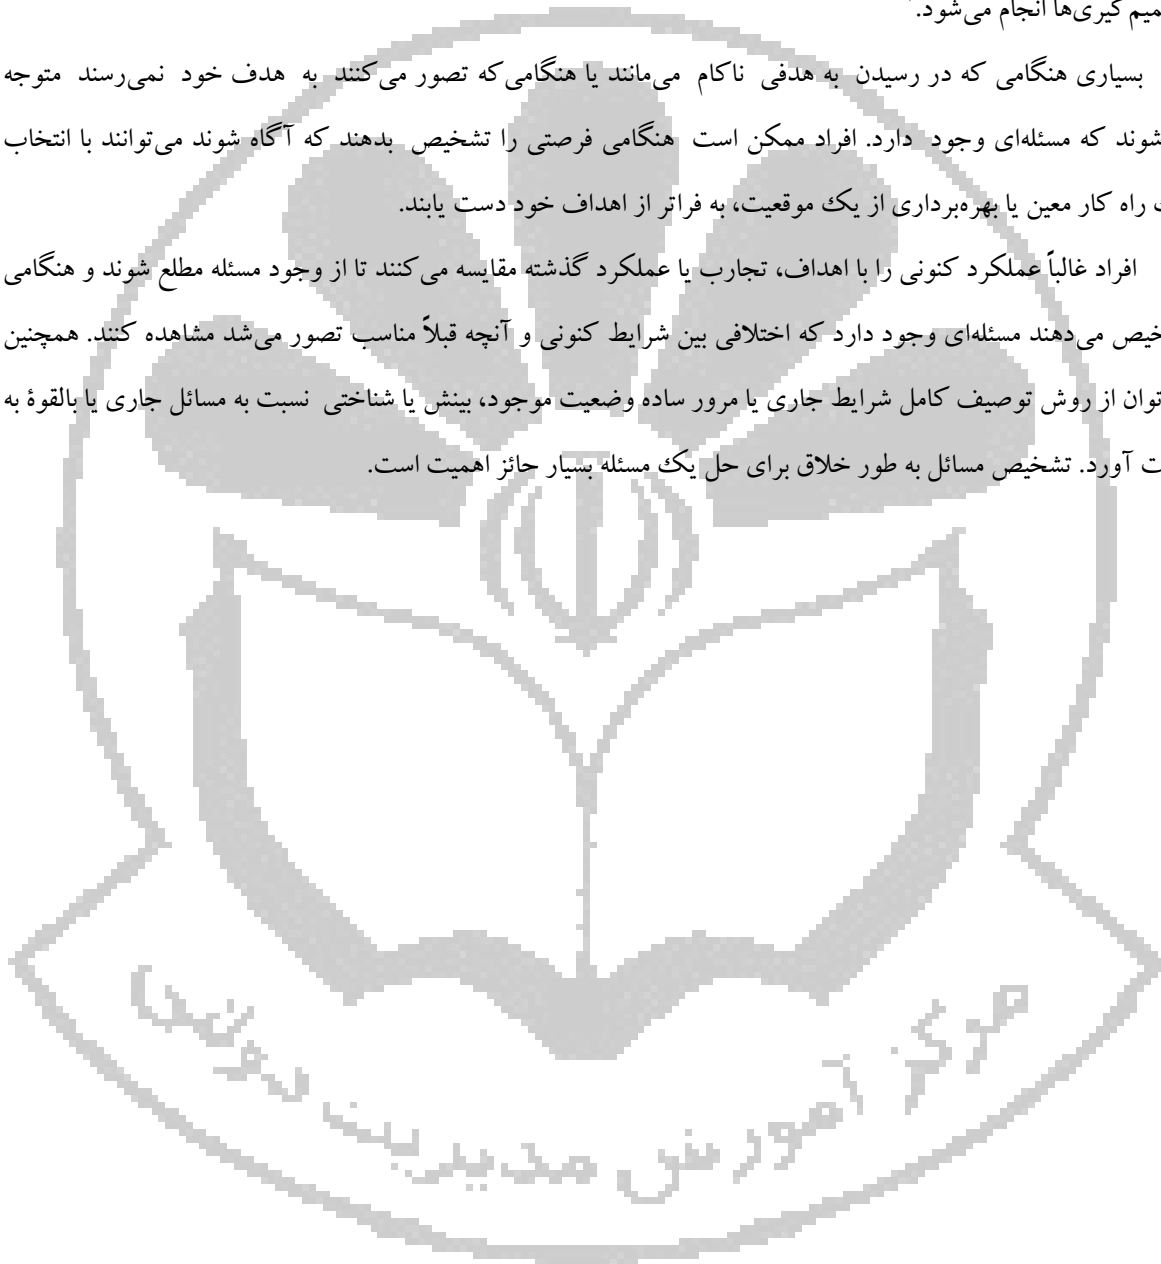 میم گیری‌ها انجام می‌شود.
بسیاری هنگامی که در رسیدن به هدفی ناکام می‌مانند یا هنگامی‌که تصور می‌کنند به هدف خود نمی‌رسند متوجه
شوند که مسئله‌ای وجود دارد. افراد ممکن است هنگامی فرصتی را تشخیص بدهند که آگاه شوند می‌توانند با انتخاب
راه کار معین یا بهره‌برداری از یک موقعیت، به فراتر از اهداف خود دست یابند.
افراد غالباً عملکرد کنونی را با اهداف، تجارب یا عملکرد گذشته مقایسه می‌کنند تا از وجود مسئله مطلع شوند و هنگامی
خیص می‌دهند مسئله‌ای وجود دارد که اختلافی بین شرایط کنونی و آنچه قبلاً مناسب تصور می‌شد مشاهده کنند. همچنین
توان از روش توصیف کامل شرایط جاری یا مرور ساده وضعیت موجود، بینش یا شناختی نسبت به مسائل جاری یا بالقوهٔ به
ت آورد. تشخیص مسائل به طور خلاق برای حل یک مسئله بسیار حائز اهمیت است.
مرکز آموزش مدیریت